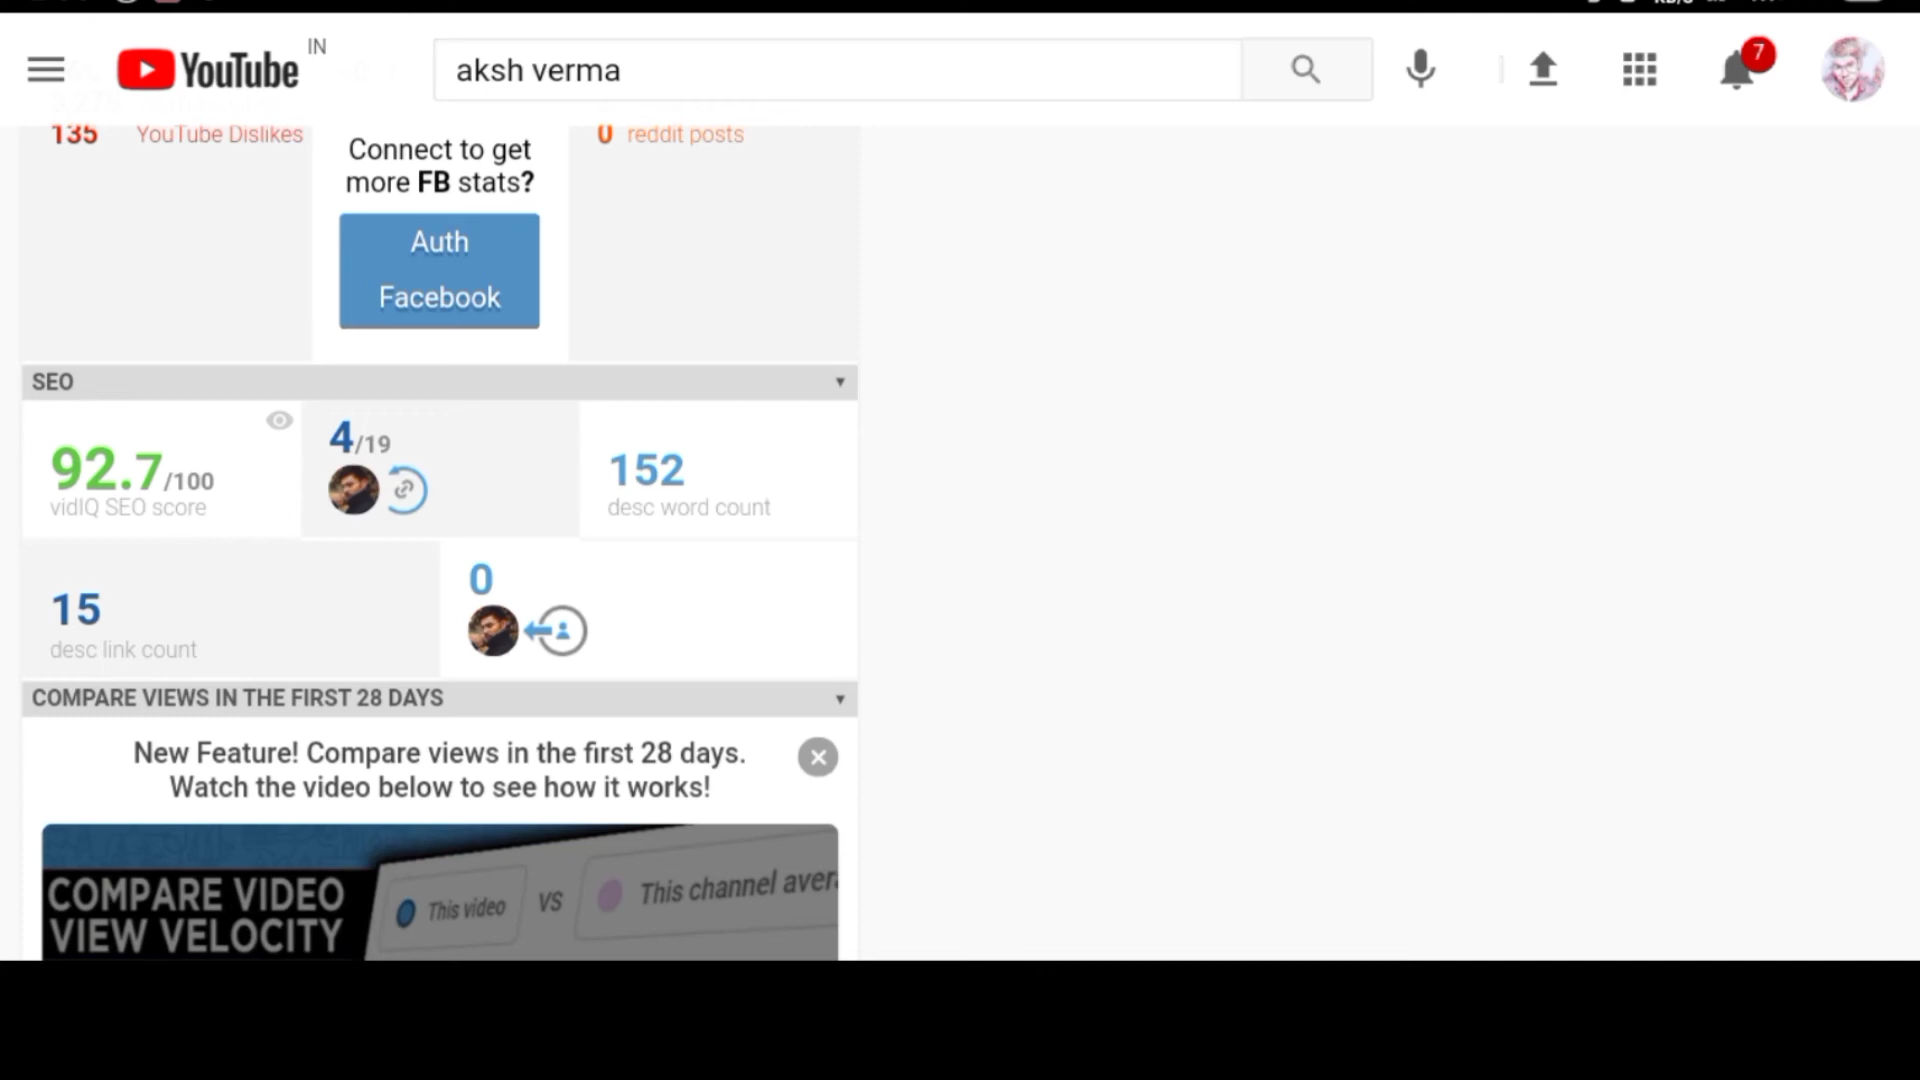 YouTube IN
aksh verma
7
135 YouTube Dislikes
Connect to get
more FB stats?
0 reddit posts
Auth
Facebook
SEO
92.7/100
vidIQ SEO score
4/19
152
desc word count
15
desc link count
0
COMPARE VIEWS IN THE FIRST 28 DAYS
New Feature! Compare views in the first 28 days.
Watch the video below to see how it works!
COMPARE VIDEO
VIEW VELOCITY
This video VS This channel aver